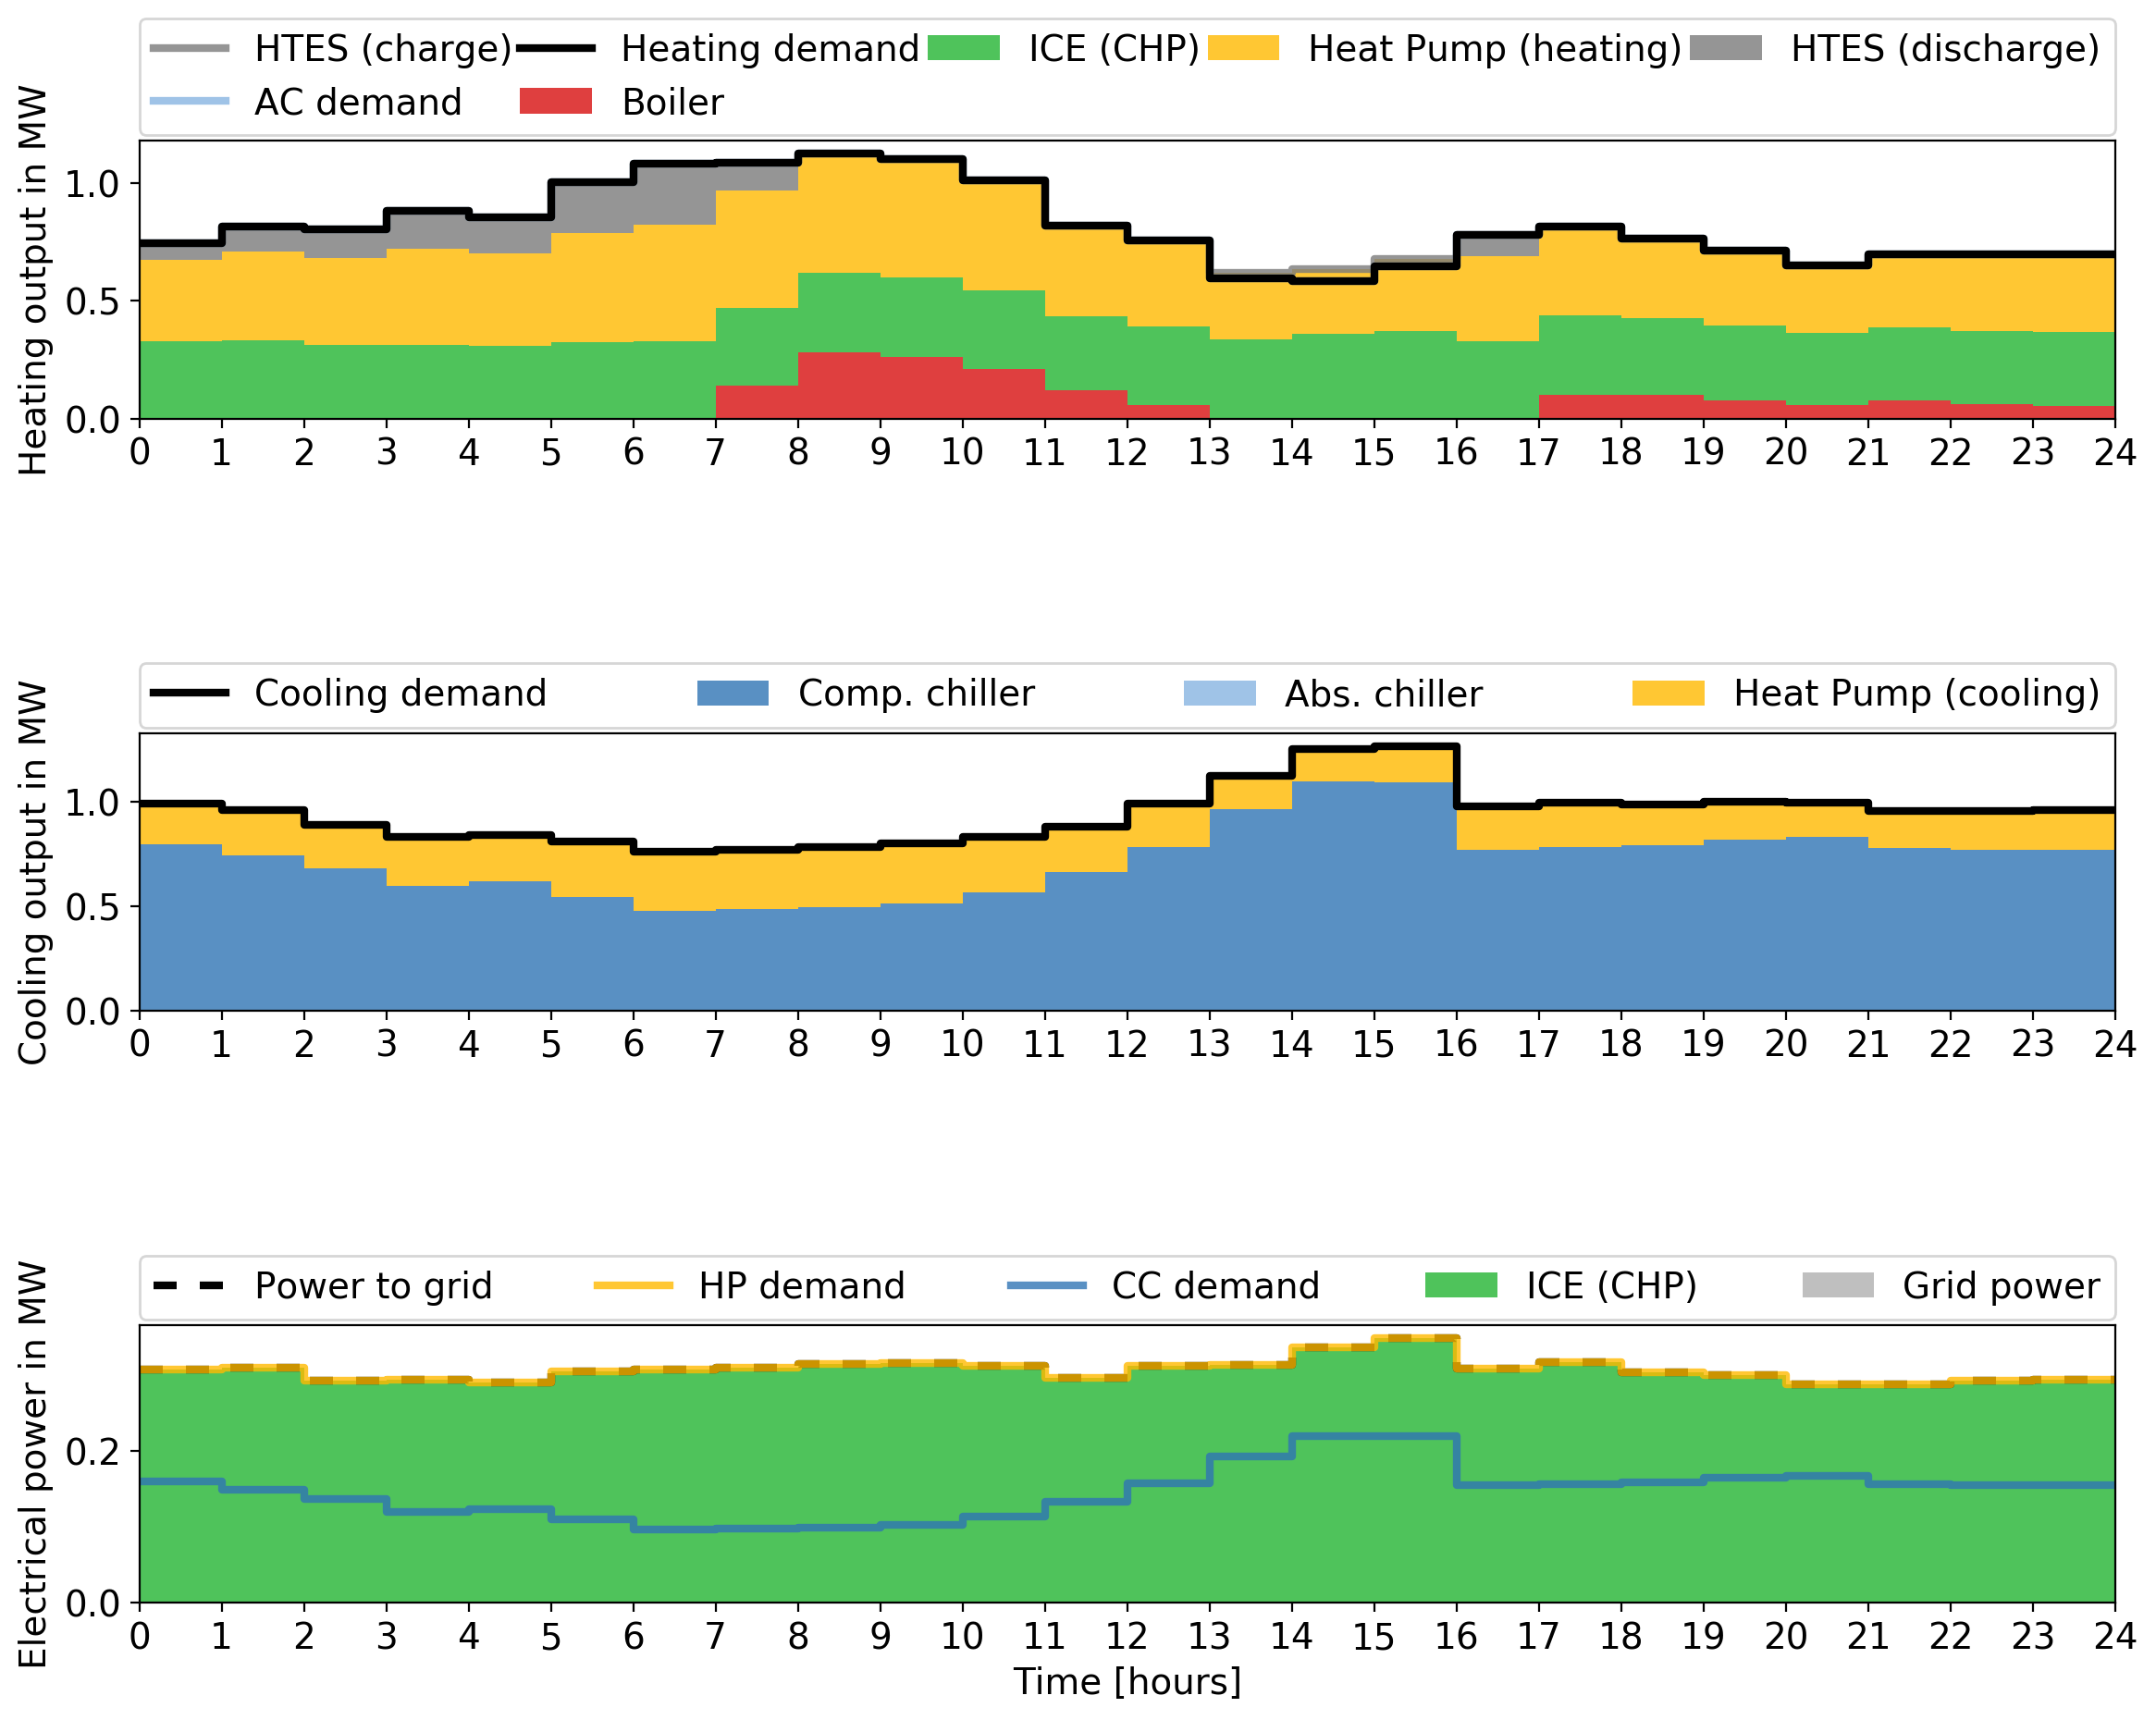 HTES (charge) Heating demand ICE (CHP) Heat Pump (heating) HTES (discharge)
AC demand Boiler
Heating output in MW
1.0
0.5
0.0
0 1 2 3 4 5 6 7 8 9 10 11 12 13 14 15 16 17 18 19 20 21 22 23 24
Cooling demand Comp. chiller Abs. chiller Heat Pump (cooling)
Cooling output in MW
1.0
0.5
0.0
0 1 2 3 4 5 6 7 8 9 10 11 12 13 14 15 16 17 18 19 20 21 22 23 24
Power to grid HP demand CC demand ICE (CHP) Grid power
Electrical power in MW
0.2
0.0
0 1 2 3 4 5 6 7 8 9 10 11 12 13 14 15 16 17 18 19 20 21 22 23 24
Time [hours]